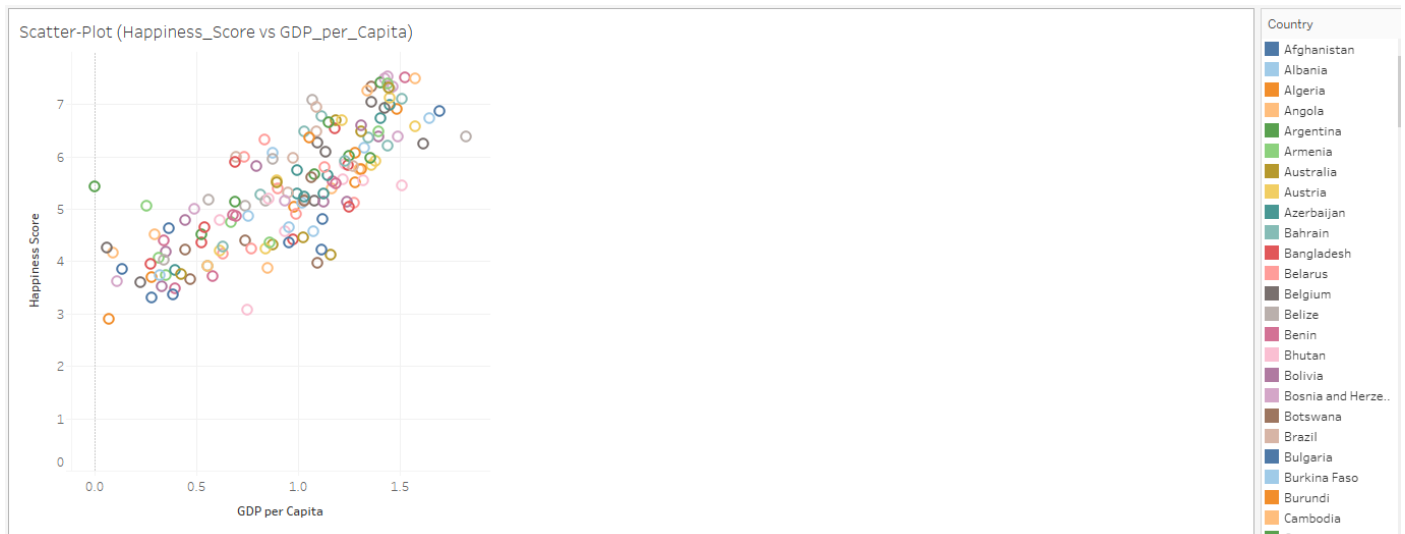 Scatter-Plot (Happiness_Score vs GDP_per_Capita)
7
6
5
4
3
2
1
0
Happiness Score
0.0 0.5 1.0 1.5
GDP per Capita
Country
Afghanistan
Albania
Algeria
Angola
Argentina
Armenia
Australia
Austria
Azerbaijan
Bahrain
Bangladesh
Belarus
Belgium
Belize
Benin
Bhutan
Bolivia
Bosnia and Herze..
Botswana
Brazil
Bulgaria
Burkina Faso
Burundi
Cambodia